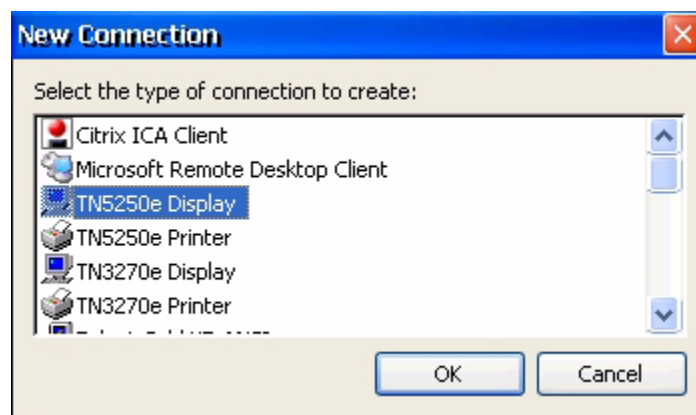 New Connection
Select the type of connection to create:
Citrix ICA Client
Microsoft Remote Desktop Client
TN5250e Display
TN5250e Printer
TN3270e Display
TN3270e Printer
OK
Cancel